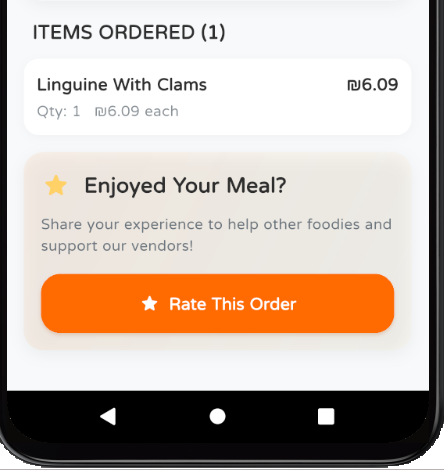 ITEMS ORDERED (1)
Linguine With Clams ₪6.09
Qty: 1 ₪6.09 each
Enjoyed Your Meal?
Share your experience to help other foodies and
support our vendors!
Rate This Order